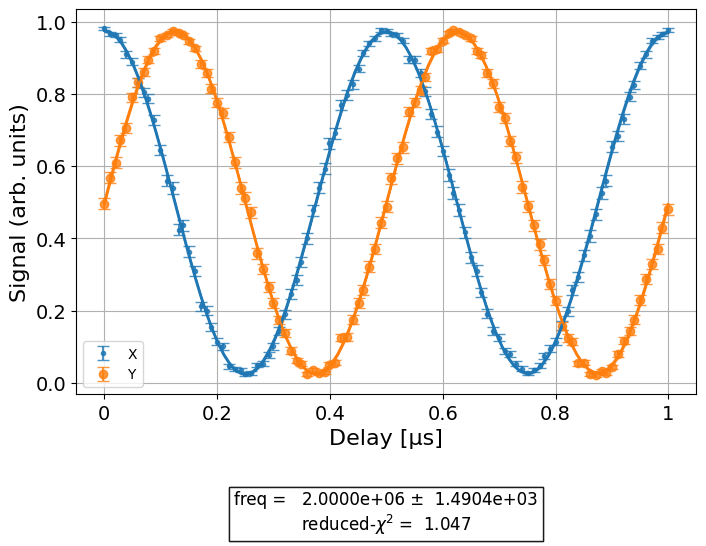 1.0
0.8
0.6
0.4
0.2
0.0
Signal (arb. units)
X
Y
0 0.2 0.4 0.6 0.8 1
Delay [μs]
freq = 2.0000e+06 ± 1.4904e+03
reduced-χ² = 1.047